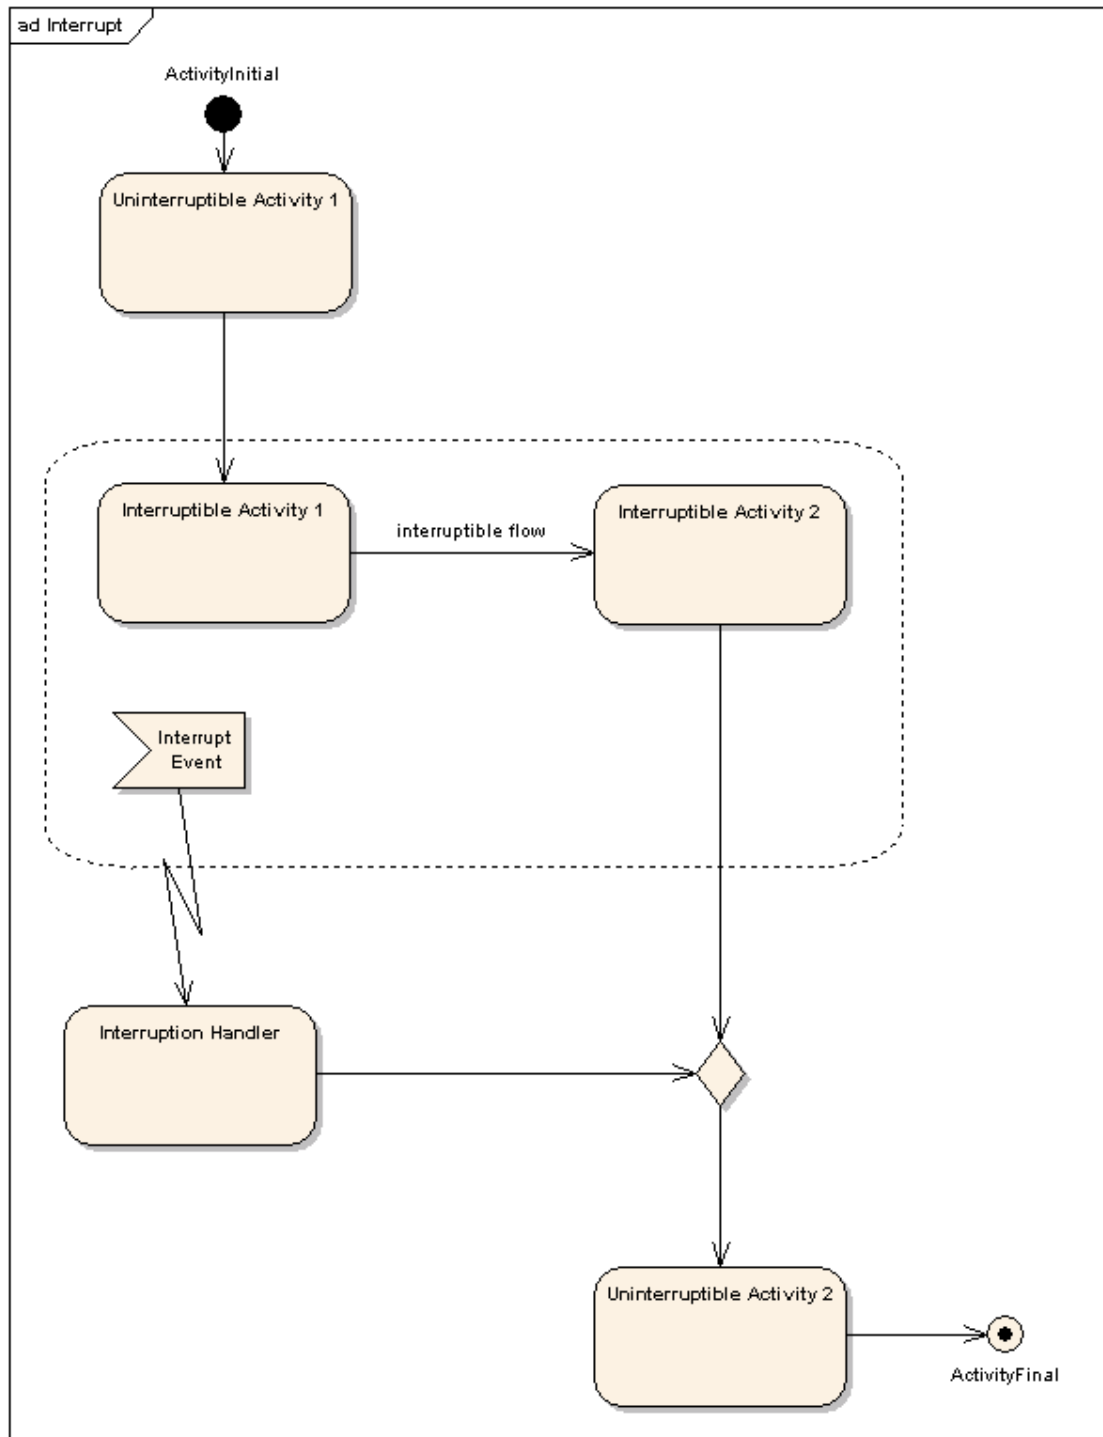 ad Interrupt
ActivityInitial
Uninterruptible Activity 1
Interruptible Activity 1
interruptible flow
Interruptible Activity 2
Interrupt
Event
Interruption Handler
Uninterruptible Activity 2
ActivityFinal